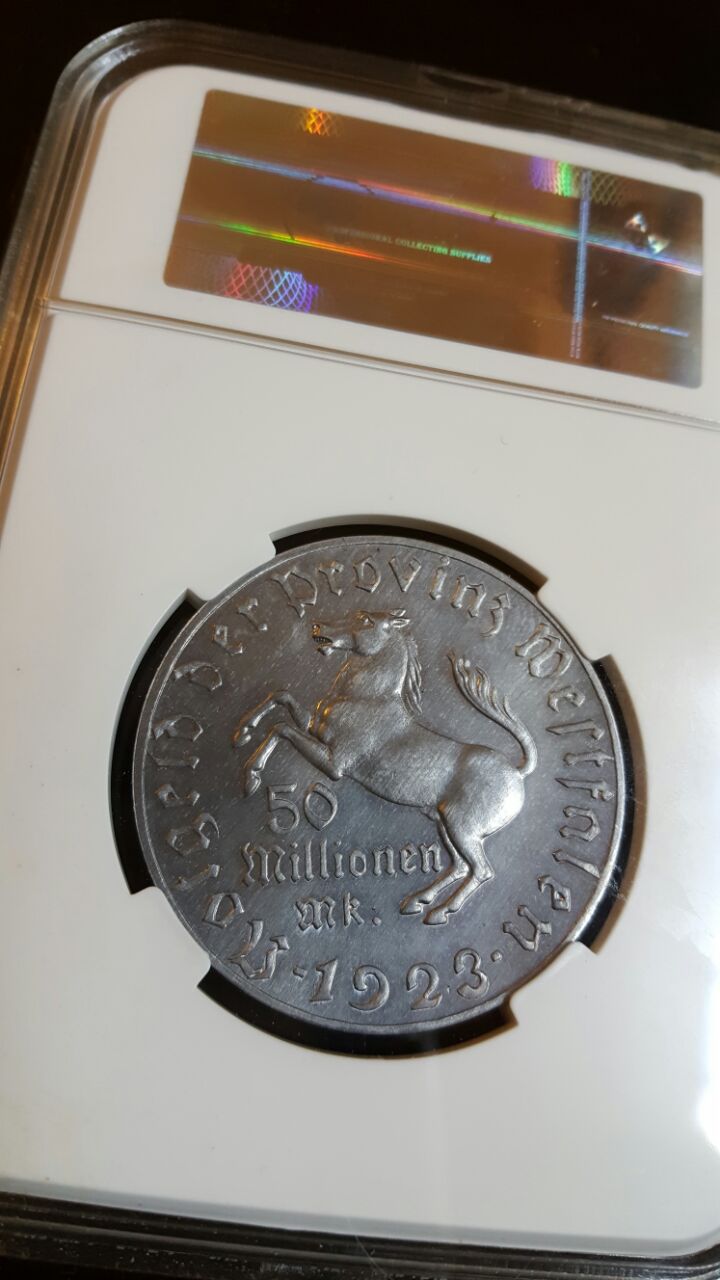 PROFESSIONAL COLLECTING SUPPLIES
Notgeld der Provinz Westfalen
50
Millionen
Mk:
·1923·